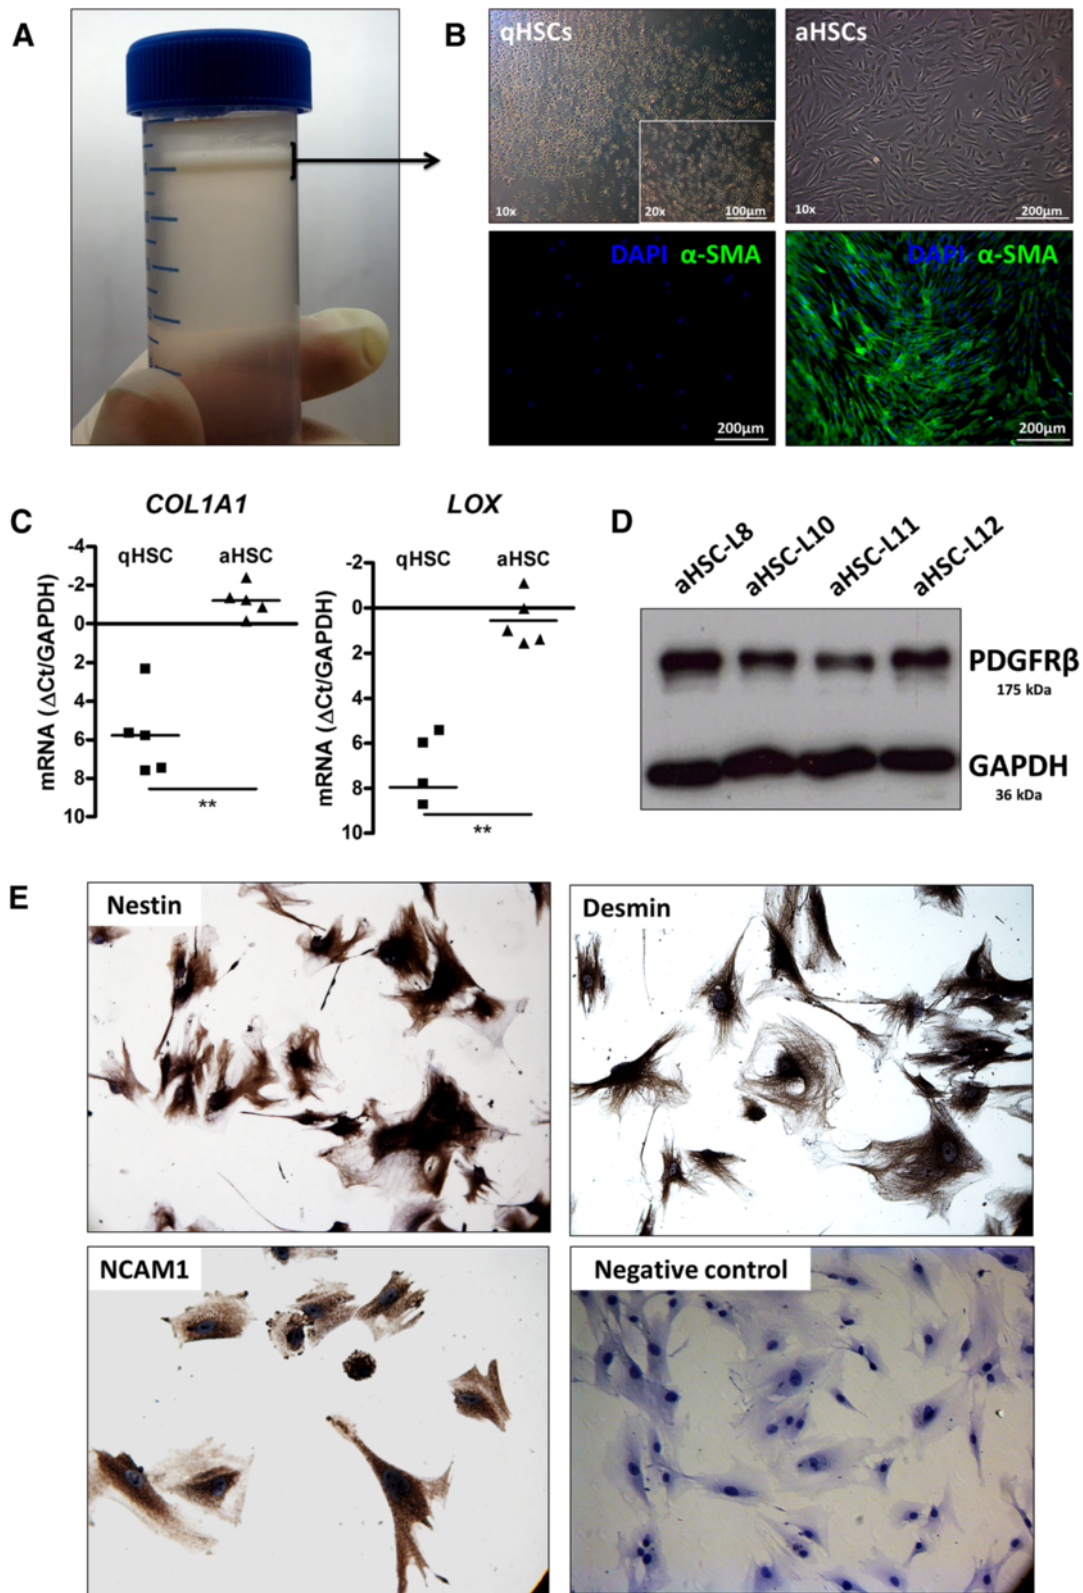 A
B
qHSCs
aHSCs
10x
20x
100µm
10x
200µm
DAPI α-SMA
200µm
DAPI α-SMA
200µm
C
COL1A1
LOX
D
mRNA (ΔCt/GAPDH)
-4
-2
0
2
4
6
8
10
qHSC
aHSC
**
mRNA (ΔCt/GAPDH)
-2
0
2
4
6
8
10
qHSC
aHSC
**
aHSC-L8
aHSC-L10
aHSC-L11
aHSC-L12
PDGFRβ
175 kDa
GAPDH
36 kDa
E
Nestin
Desmin
NCAM1
Negative control